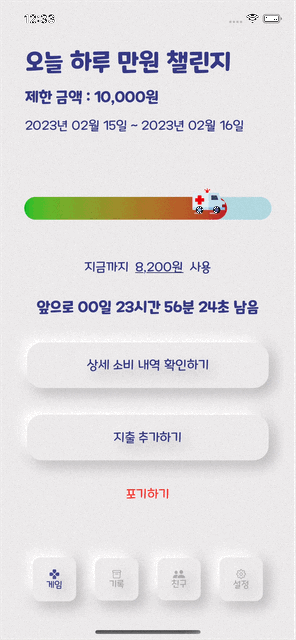 12:33
오늘 하루 만원 챌린지
제한 금액 : 10,000원
2023년 02월 15일 ~ 2023년 02월 16일
지금까지 8,200원 사용
앞으로 00일 23시간 56분 24초 남음
상세 소비 내역 확인하기
지출 추가하기
포기하기
게임 기록 친구 설정